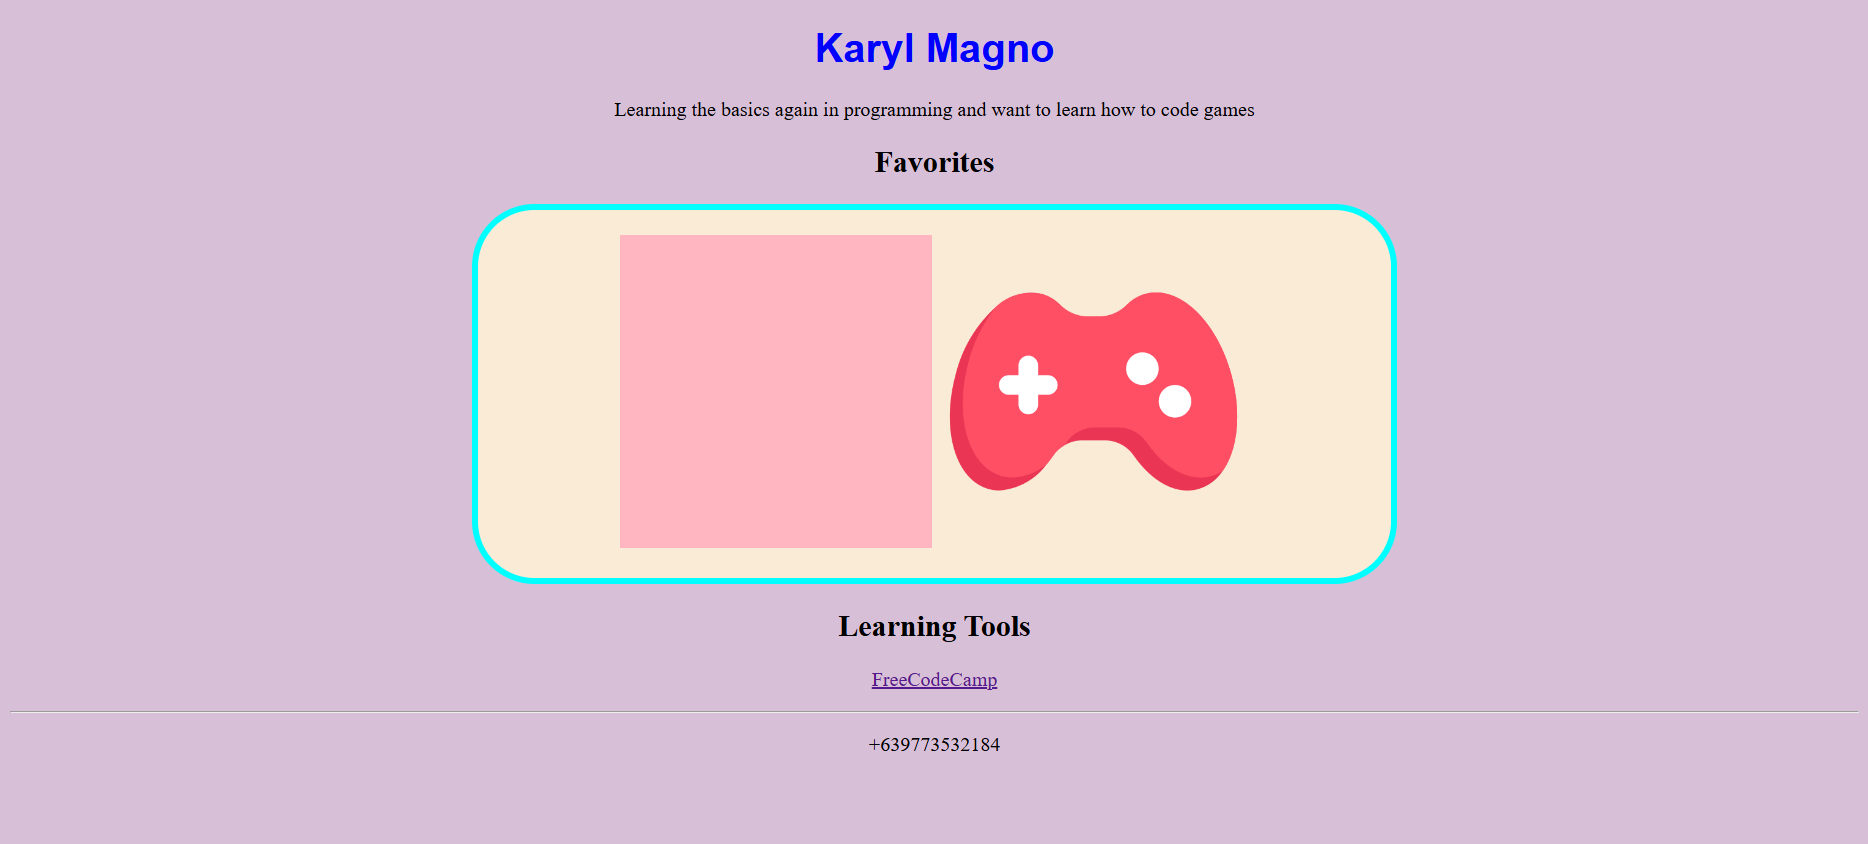 Karyl Magno
Learning the basics again in programming and want to learn how to code games
Favorites
Learning Tools
FreeCodeCamp
+639773532184